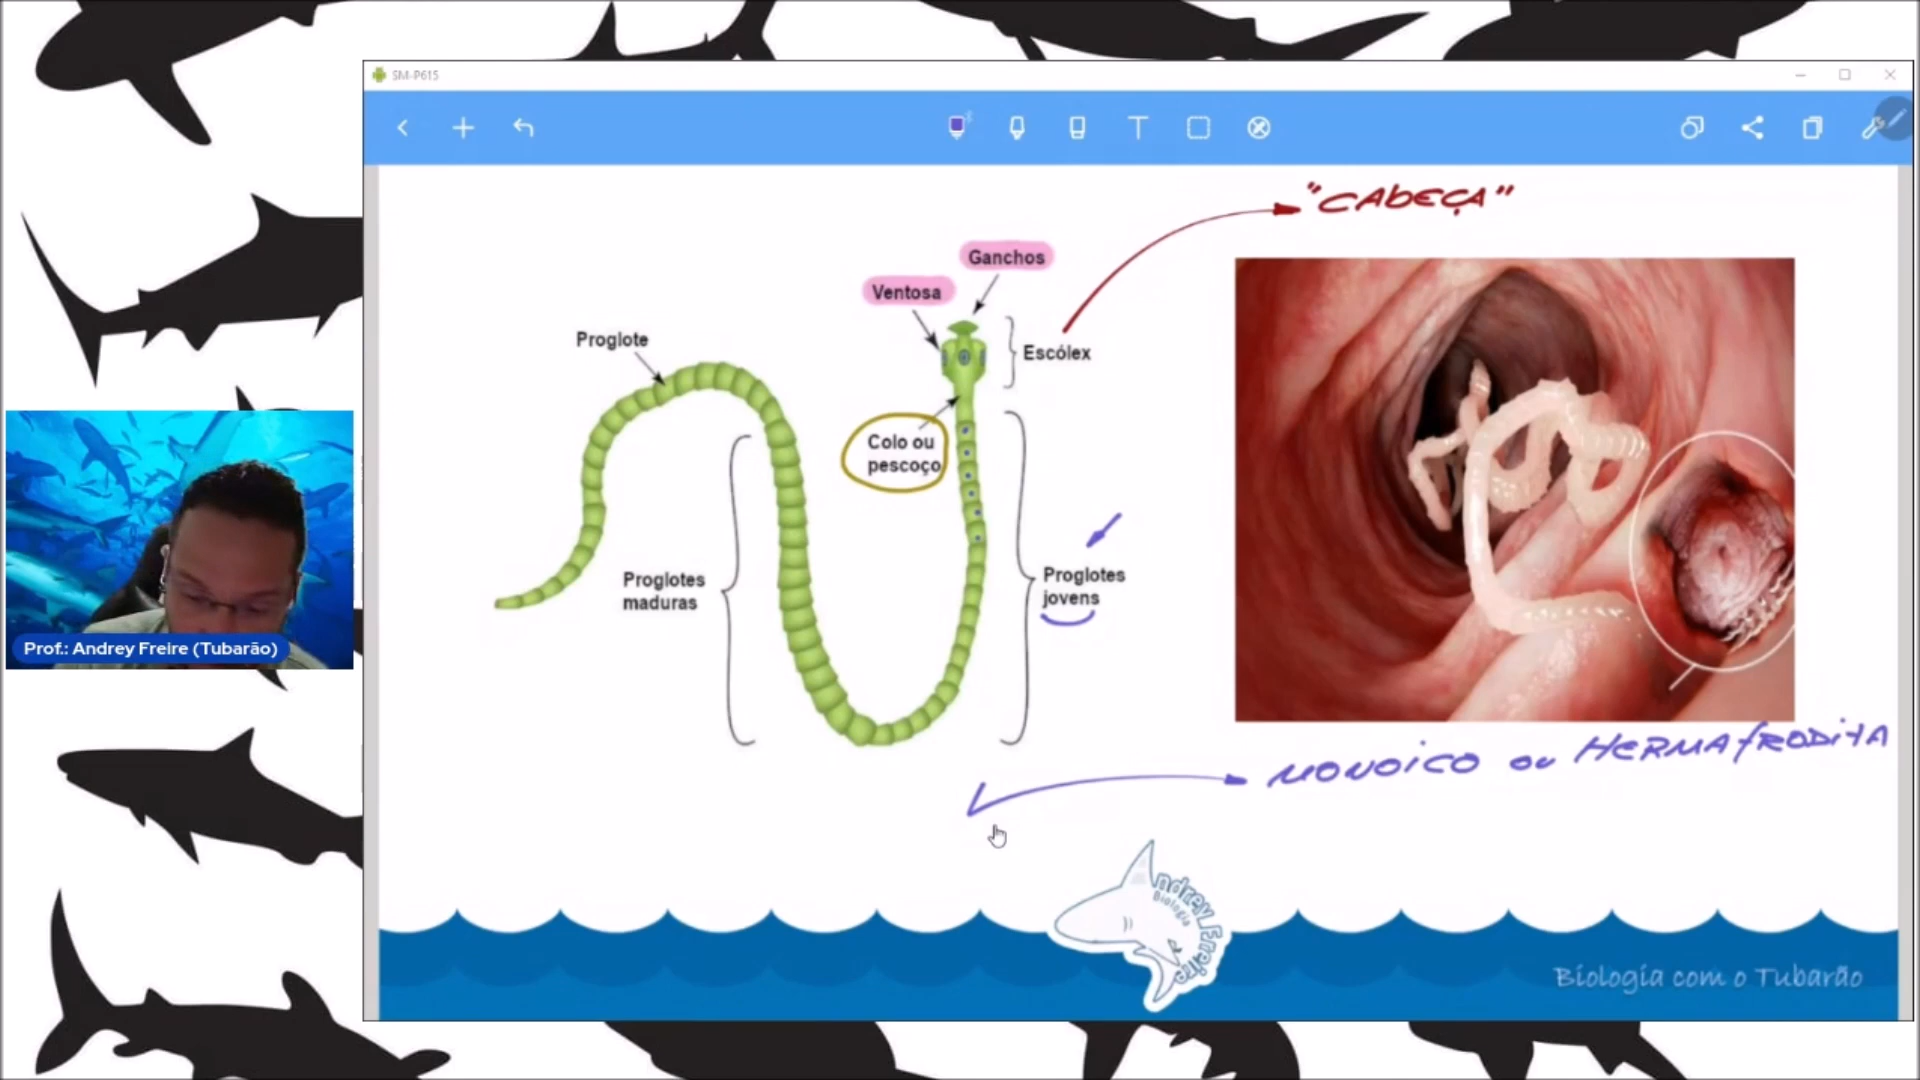 SM-P615
"CABEÇA"
Ganchos
Ventosa
Proglote
Escólex
Colo ou
pescoço
Proglotes
maduras
Proglotes
jovens
Prof.: Andrey Freire (Tubarão)
MONOICO ou HERMAFRODITA
Andrey Freire
Biologia
Biologia com o Tubarão